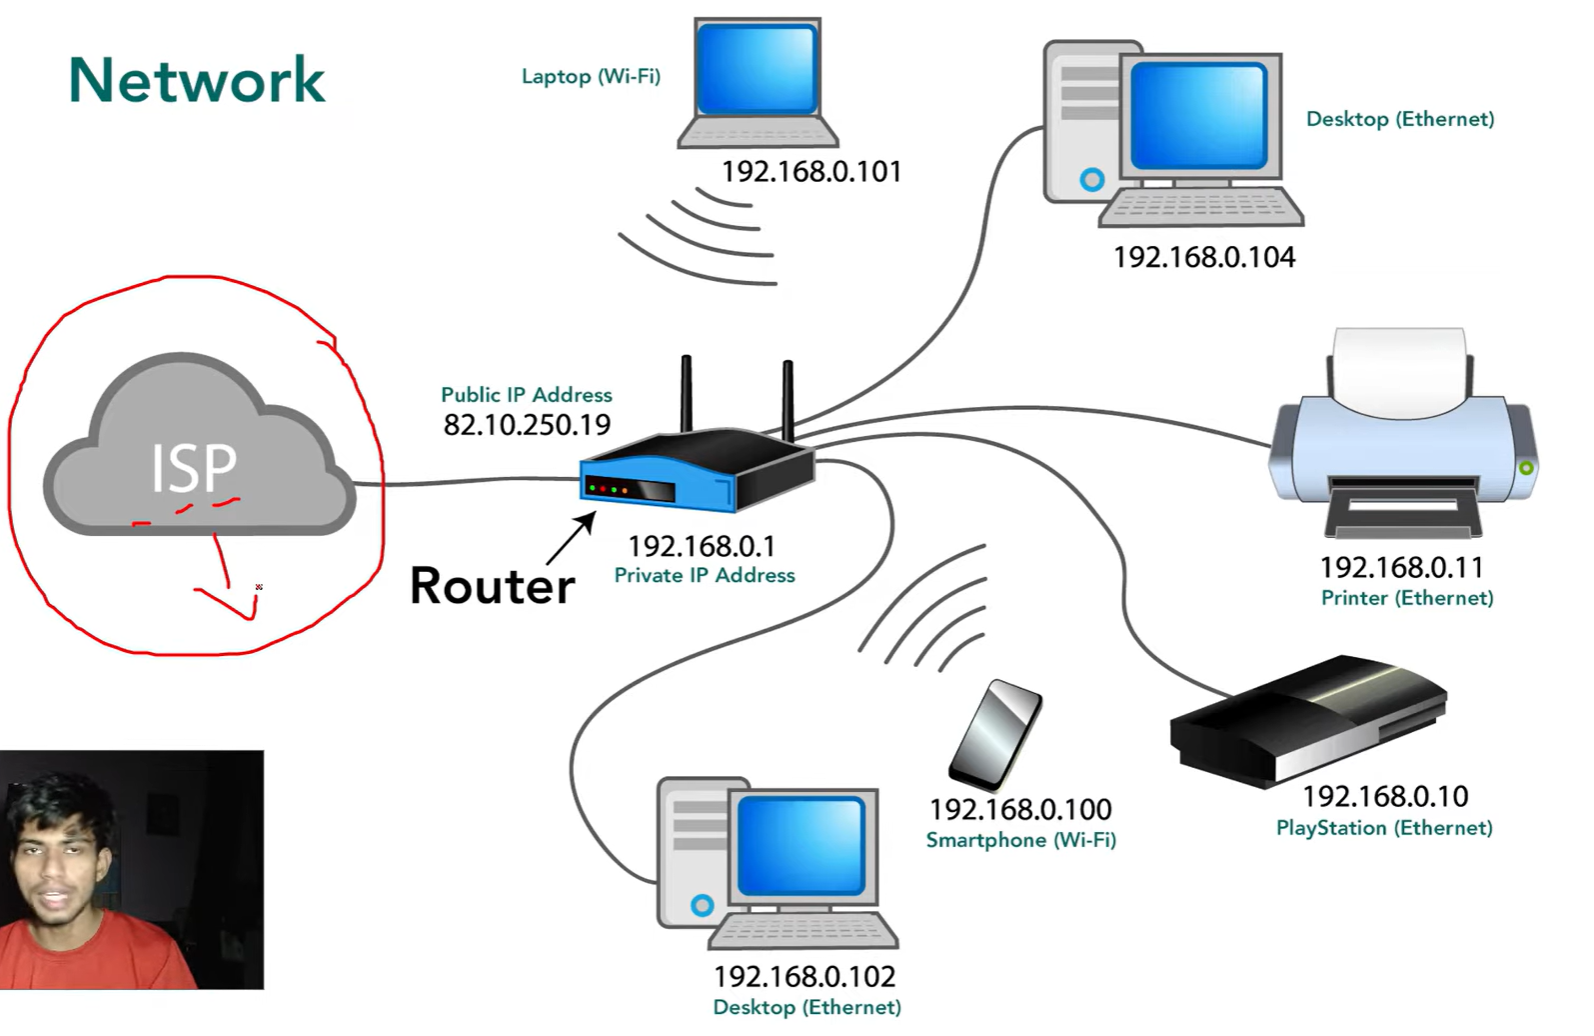 Network
Laptop (Wi-Fi)
192.168.0.101
Desktop (Ethernet)
192.168.0.104
ISP
Public IP Address
82.10.250.19
Router
192.168.0.1
Private IP Address
192.168.0.11
Printer (Ethernet)
192.168.0.100
Smartphone (Wi-Fi)
192.168.0.10
PlayStation (Ethernet)
192.168.0.102
Desktop (Ethernet)